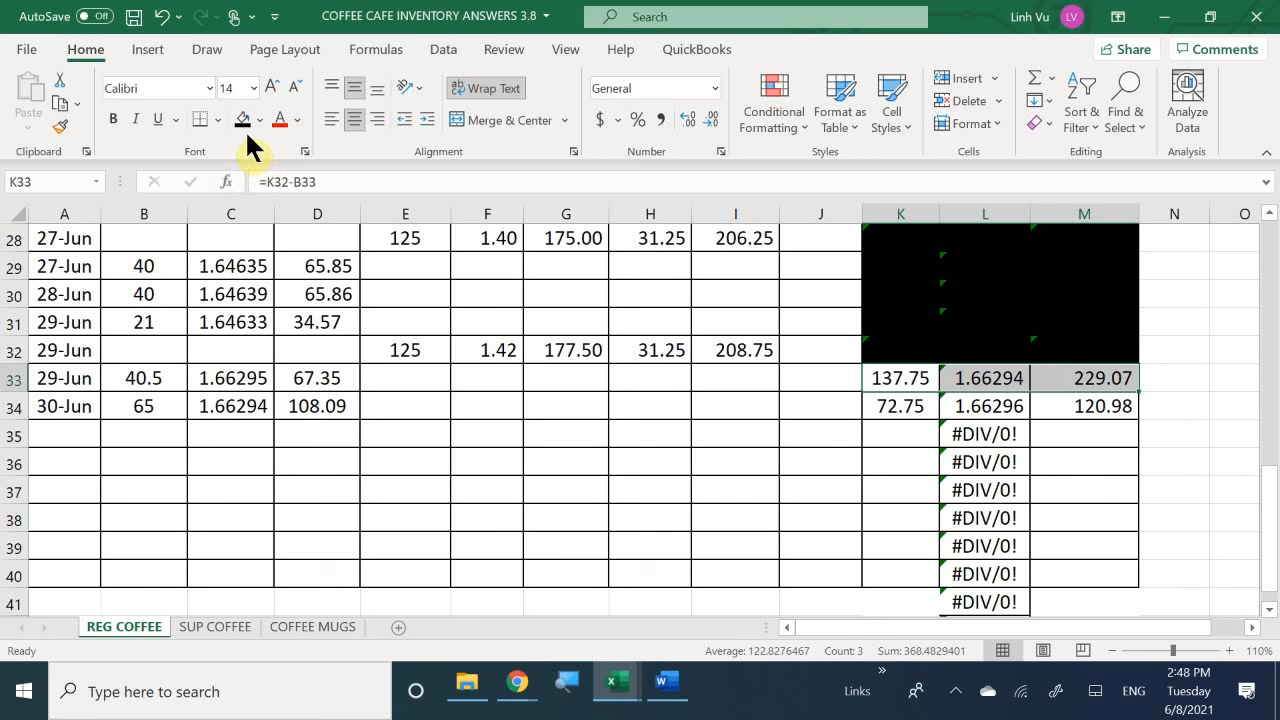 AutoSave Off COFFEE CAFE INVENTORY ANSWERS 3.8 Search Linh Vu LV
File Home Insert Draw Page Layout Formulas Data Review View Help QuickBooks Share Comments
Paste Calibri 14 A A ab Wrap Text General Conditional Formatting Format as Table Cell Styles Insert Delete Format Sort & Filter Find & Select Analyze Data
B I U A Merge & Center $ % 9 .00
Clipboard Font Alignment Number Styles Cells Editing Analysis
K33 fx =K32-B33
A B C D E F G H I J K L M N O
28 27-Jun 125 1.40 175.00 31.25 206.25
29 27-Jun 40 1.64635 65.85
30 28-Jun 40 1.64639 65.86
31 29-Jun 21 1.64633 34.57
32 29-Jun 125 1.42 177.50 31.25 208.75
33 29-Jun 40.5 1.66295 67.35 137.75 1.66294 229.07
34 30-Jun 65 1.66294 108.09 72.75 1.66296 120.98
35 #DIV/0!
36 #DIV/0!
37 #DIV/0!
38 #DIV/0!
39 #DIV/0!
40 #DIV/0!
41 #DIV/0!
REG COFFEE SUP COFFEE COFFEE MUGS
Ready Average: 122.8276467 Count: 3 Sum: 368.4829401 110%
Type here to search Links ENG 2:48 PM
Tuesday
6/8/2021